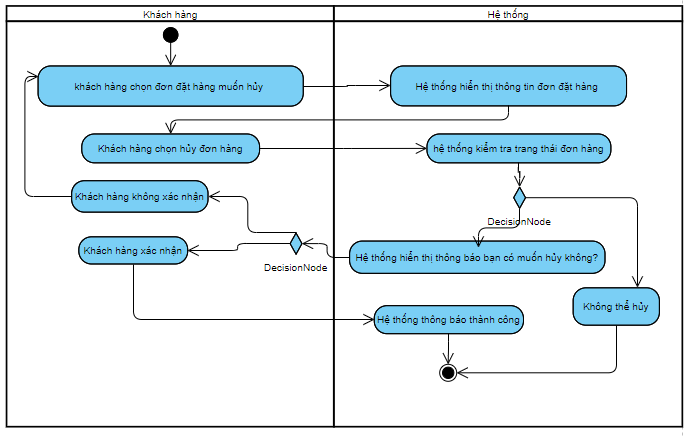 Khách hàng
Hệ thống
khách hàng chọn đơn đặt hàng muốn hủy
Hệ thống hiển thị thông tin đơn đặt hàng
Khách hàng chọn hủy đơn hàng
hệ thống kiểm tra trang thái đơn hàng
Khách hàng không xác nhận
DecisionNode
Khách hàng xác nhận
Hệ thống hiển thị thông báo bạn có muốn hủy không?
DecisionNode
Không thể hủy
Hệ thống thông báo thành công